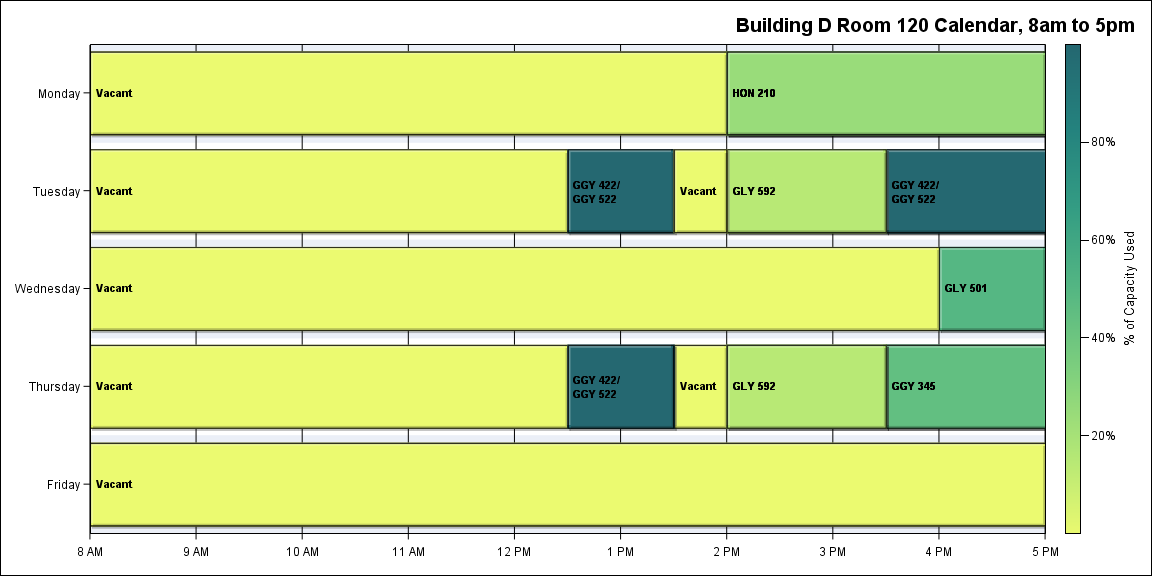 Building D Room 120 Calendar, 8am to 5pm
Monday
Vacant
HON 210
Tuesday
Vacant
GGY 422/
GGY 522
Vacant
GLY 592
GGY 422/
GGY 522
Wednesday
Vacant
GLY 501
Thursday
Vacant
GGY 422/
GGY 522
Vacant
GLY 592
GGY 345
Friday
Vacant
8 AM
9 AM
10 AM
11 AM
12 PM
1 PM
2 PM
3 PM
4 PM
5 PM
80%
60%
40%
20%
% of Capacity Used